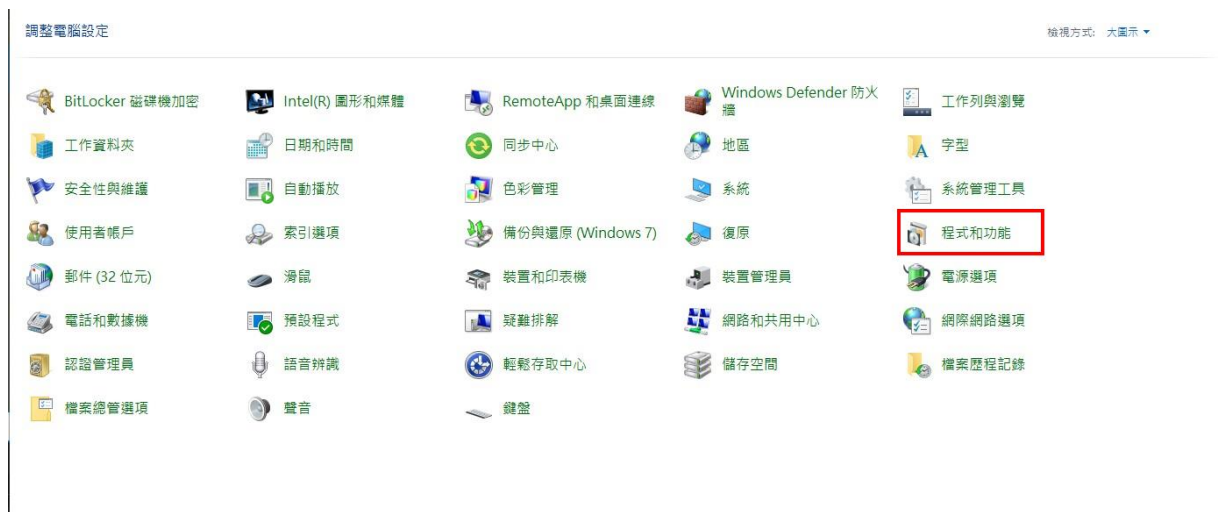 調整電腦設定
檢視方式: 大圖示
BitLocker 磁碟機加密
Intel(R) 圖形和媒體
RemoteApp 和桌面連線
Windows Defender 防火
牆
工作列與瀏覽
工作資料夾
日期和時間
同步中心
地區
字型
安全性與維護
自動播放
色彩管理
系統
系統管理工具
使用者帳戶
索引選項
備份與還原 (Windows 7)
復原
程式和功能
郵件 (32 位元)
滑鼠
裝置和印表機
裝置管理員
電源選項
電話和數據機
預設程式
疑難排解
網路和共用中心
網際網路選項
認證管理員
語音辨識
輕鬆存取中心
儲存空間
檔案歷程記錄
檔案總管選項
聲音
鍵盤